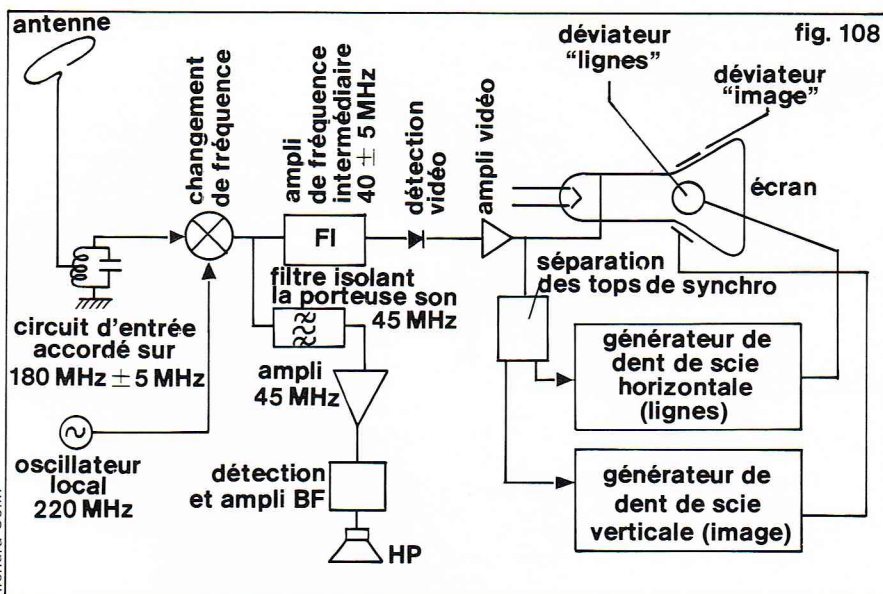 fig. 108
antenne
changement
de fréquence
ampli
de fréquence
intermédiaire
40 ± 5 MHz
détection
vidéo
ampli vidéo
déviateur
"lignes"
déviateur
"image"
écran
FI
filtre isolant
la porteuse son
45 MHz
séparation
des tops de synchro
circuit d'entrée
accordé sur
180 MHz ± 5 MHz
ampli
45 MHz
générateur de
dent de scie
horizontale
(lignes)
oscillateur
local
220 MHz
détection
et ampli BF
générateur de
dent de scie
verticale (image)
HP